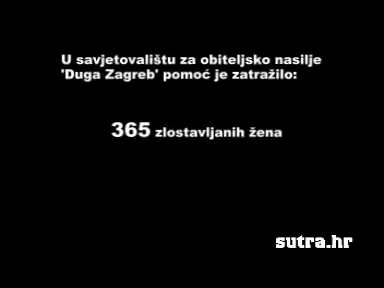 U savjetovalištu za obiteljsko nasilje
'Duga Zagreb' pomoć je zatražilo:
365 zlostavljanih žena
sutra.hr